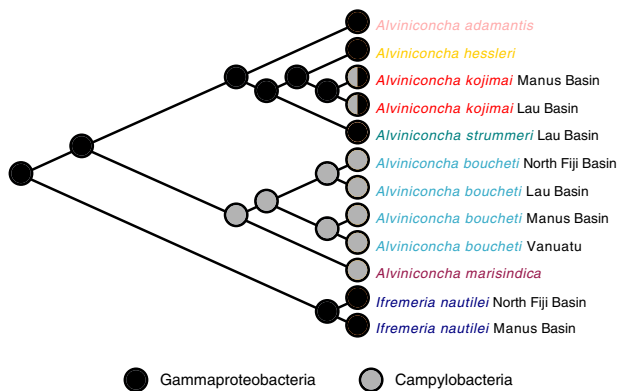 Alviniconcha adamantis
Alviniconcha hessleri
Alviniconcha kojimai Manus Basin
Alviniconcha kojimai Lau Basin
Alviniconcha strummeri Lau Basin
Alviniconcha boucheti North Fiji Basin
Alviniconcha boucheti Lau Basin
Alviniconcha boucheti Manus Basin
Alviniconcha boucheti Vanuatu
Alviniconcha marisindica
Ifremeria nautilei North Fiji Basin
Ifremeria nautilei Manus Basin
Gammaproteobacteria Campylobacteria